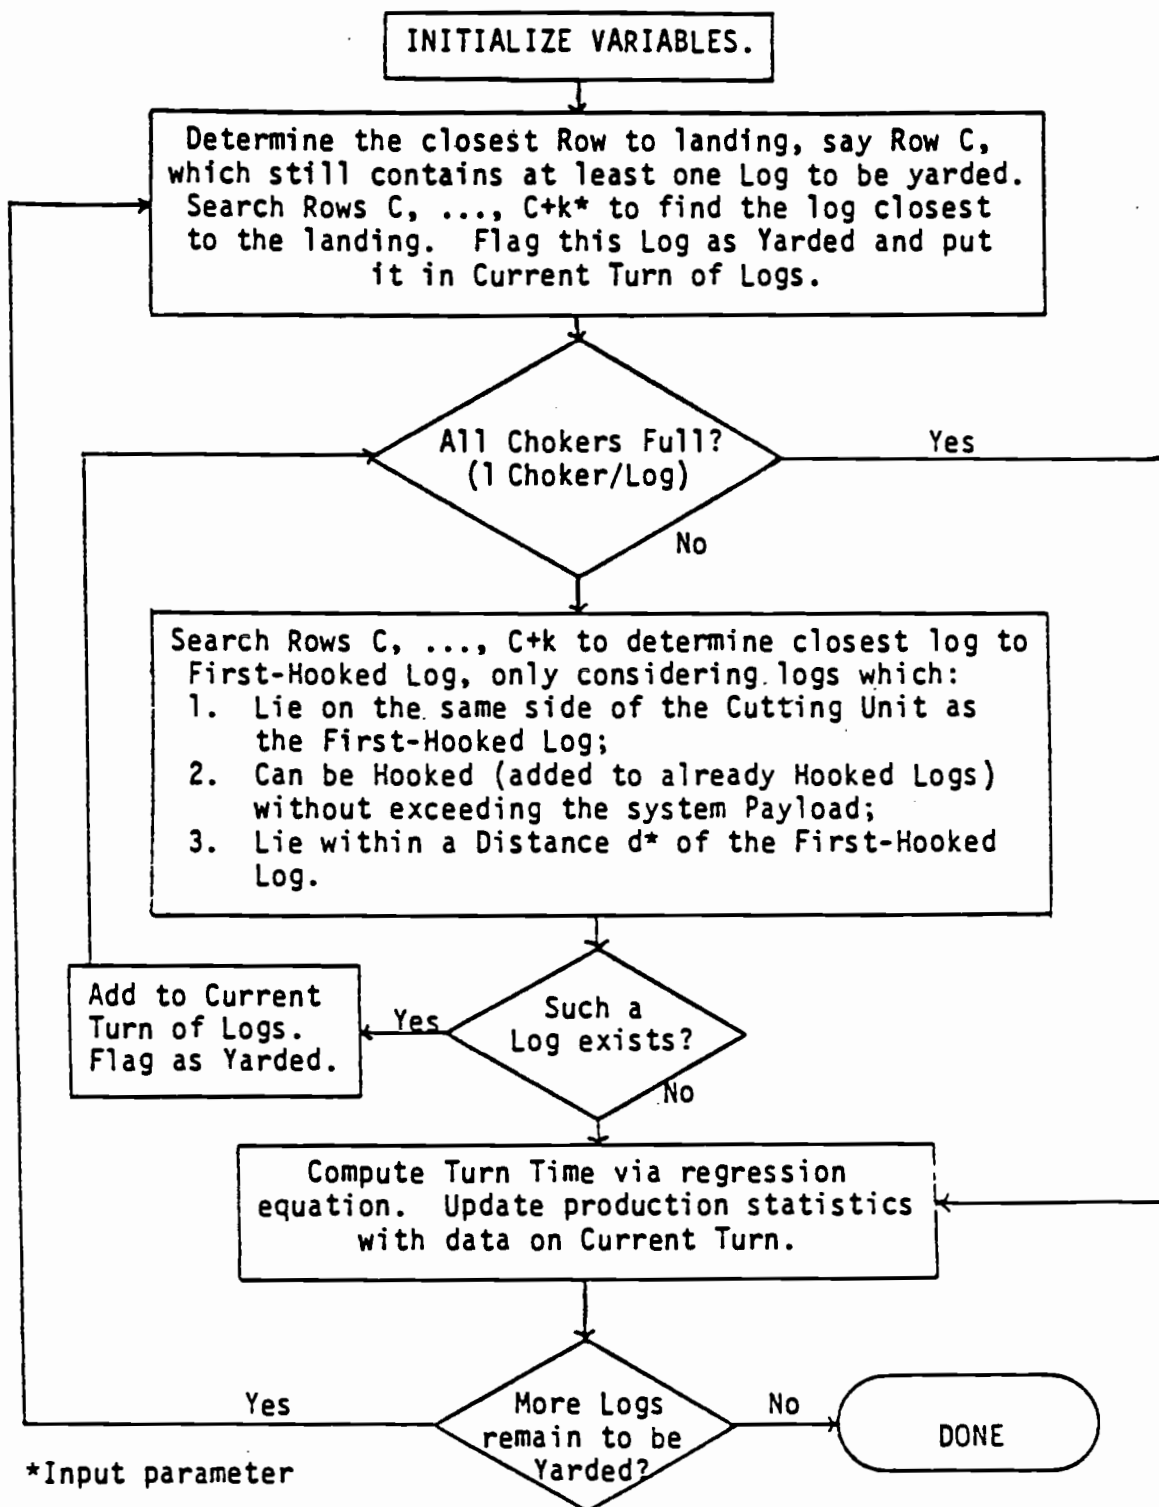 INITIALIZE VARIABLES.
Determine the closest Row to landing, say Row C,
which still contains at least one Log to be yarded.
Search Rows C, ..., C+k* to find the log closest
to the landing. Flag this Log as Yarded and put
it in Current Turn of Logs.
All Chokers Full?
(1 Choker/Log)
Yes
No
Search Rows C, ..., C+k to determine closest log to
First-Hooked Log, only considering logs which:
1. Lie on the same side of the Cutting Unit as
the First-Hooked Log;
2. Can be Hooked (added to already Hooked Logs)
without exceeding the system Payload;
3. Lie within a Distance d* of the First-Hooked
Log.
Such a
Log exists?
Yes
Add to Current
Turn of Logs.
Flag as Yarded.
No
Compute Turn Time via regression
equation. Update production statistics
with data on Current Turn.
More Logs
remain to be
Yarded?
Yes
No
DONE
*Input parameter